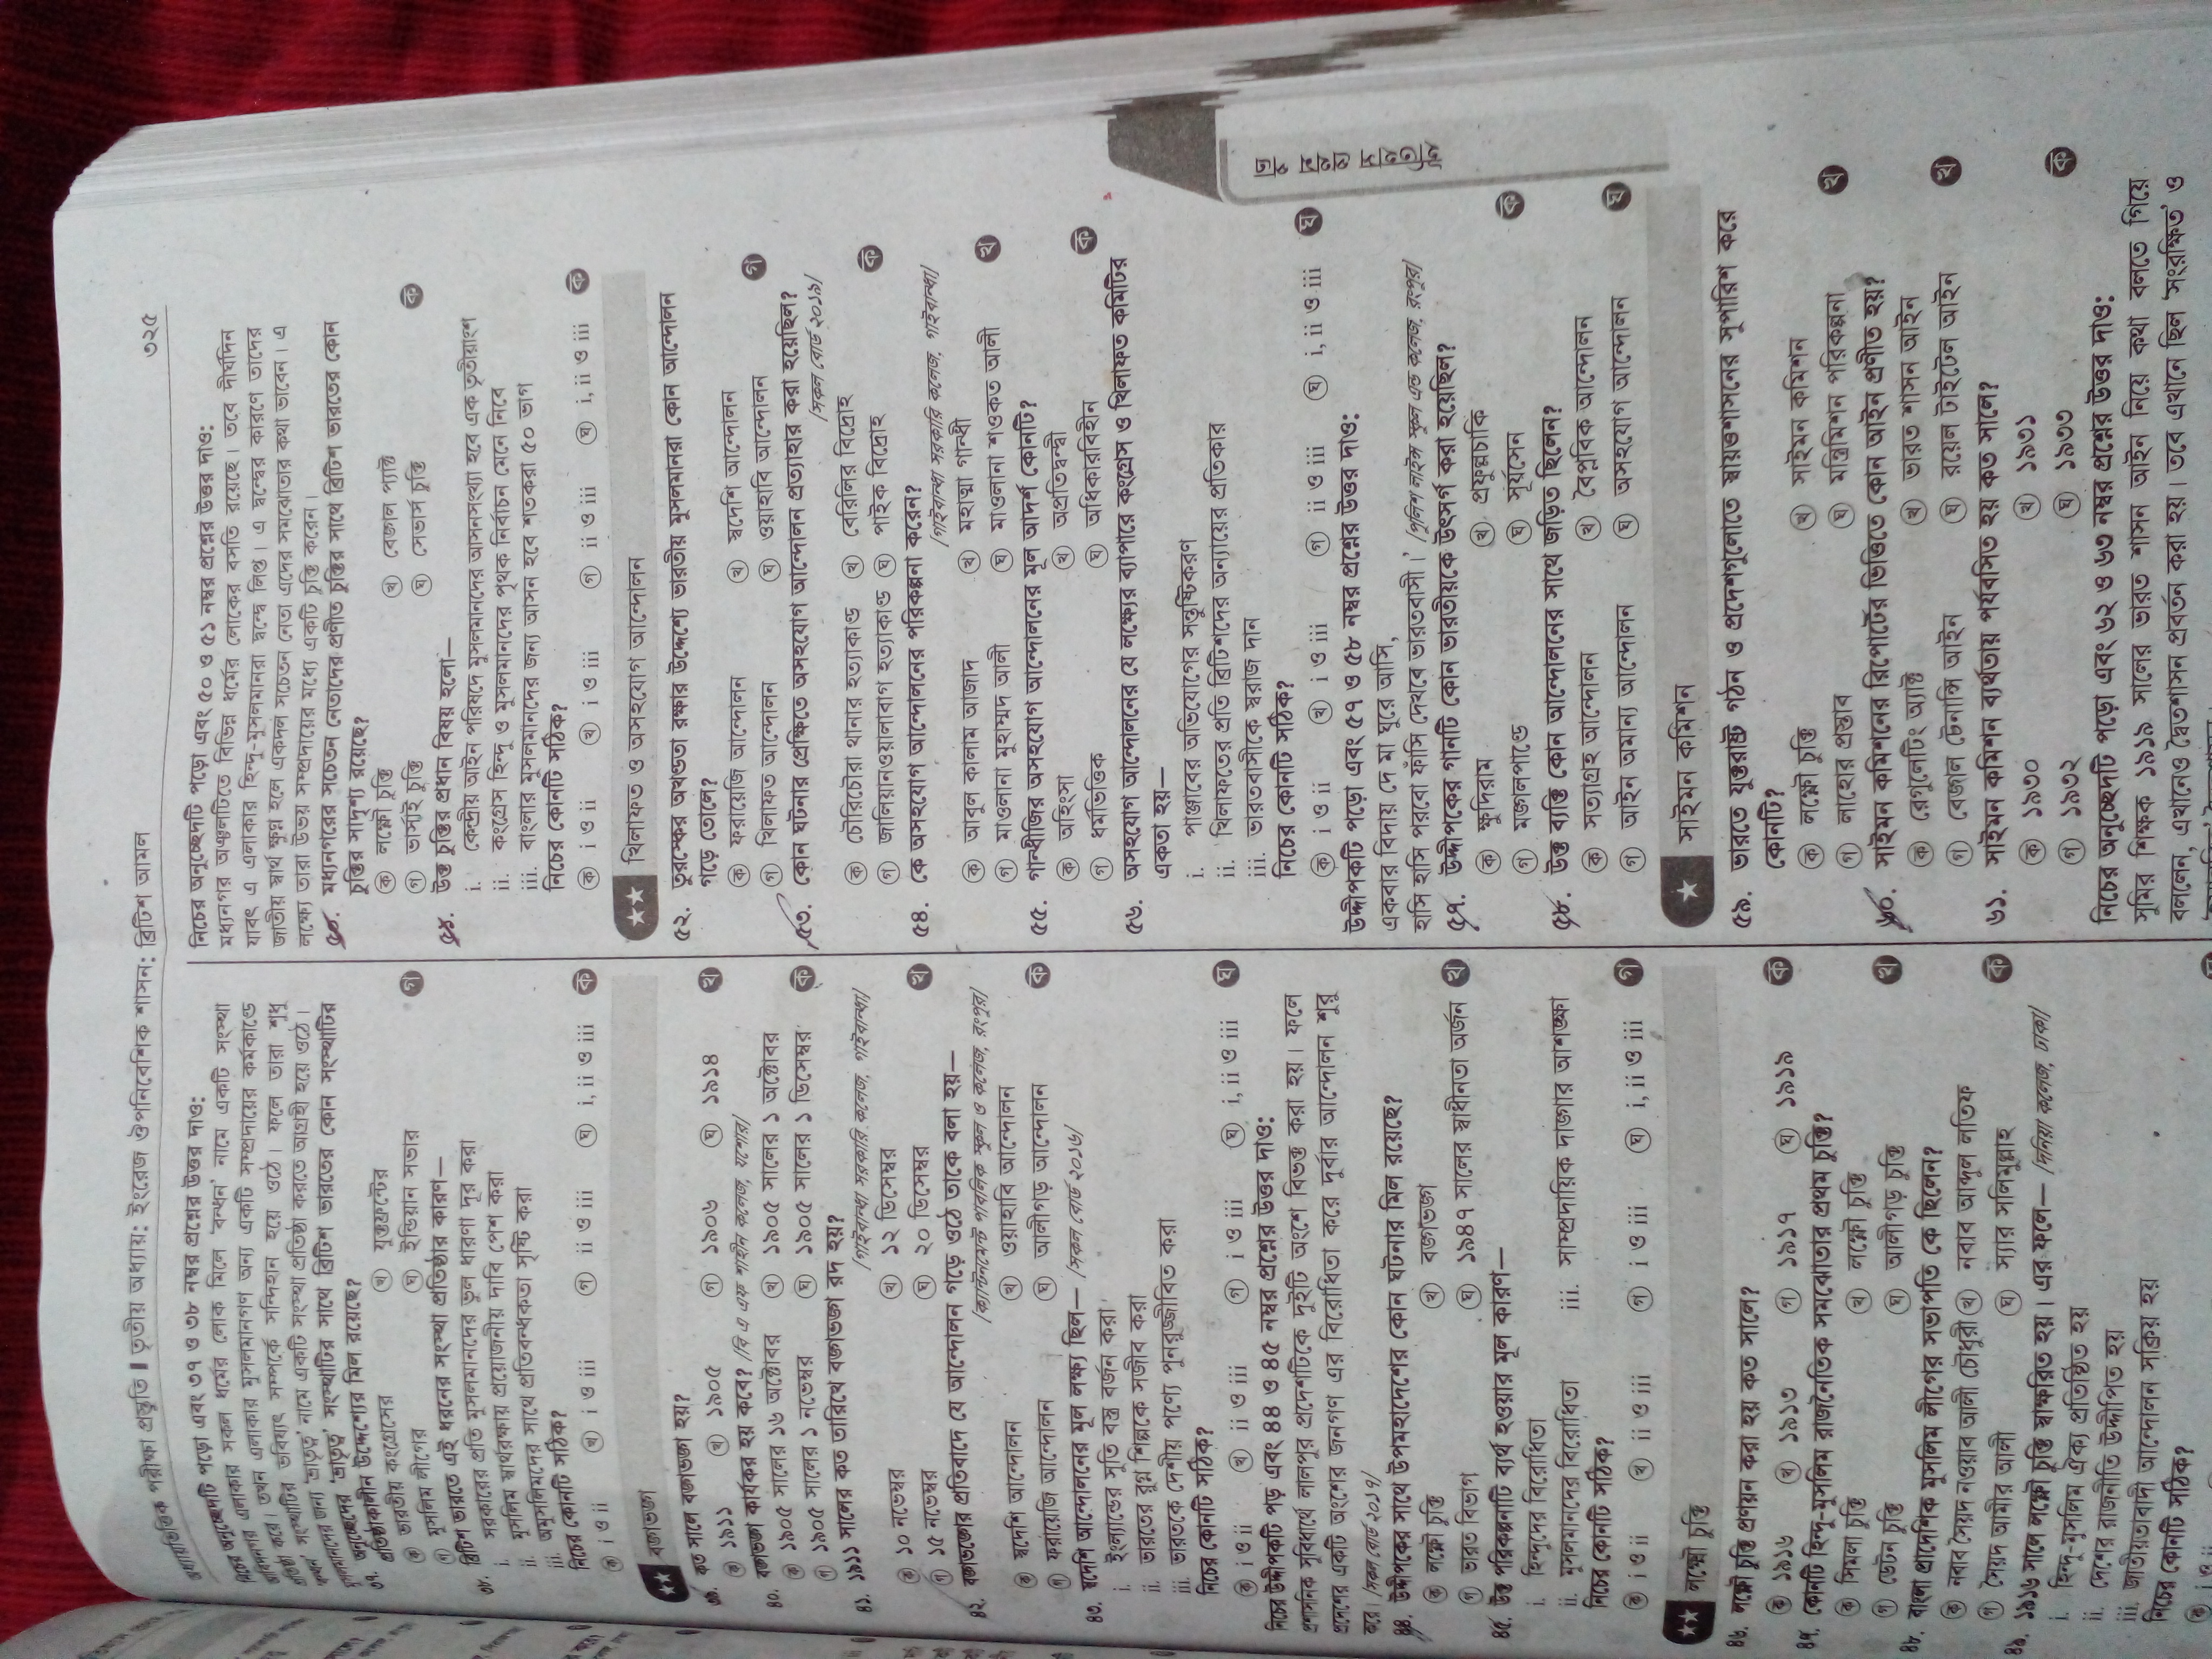 অধ্যায়ভিত্তিক পরীক্ষা প্রস্তুতি ▌ তৃতীয় অধ্যায়: ইংরেজ ঔপনিবেশিক শাসন: ব্রিটিশ আমল
৩২৫
নিচের অনুচ্ছেদটি পড়ো এবং ৩৭ ও ৩৮ নম্বর প্রশ্নের উত্তর দাও:
আবিদনগর এলাকার সকল ধর্মের লোক মিলে ‘বন্ধন’ নামে একটি সংস্থা
প্রতিষ্ঠা করে। তখন এলাকার মুসলমানগণ অন্য একটি সম্প্রদায়ের কর্মকাণ্ডে
‘বন্ধন’ সংস্থাটির ভবিষ্যৎ সম্পর্কে সন্দিহান হয়ে ওঠে। ফলে তারা শুধু
মুসলমানদের জন্য ‘ভ্রাতৃত্ব’ নামে একটি সংস্থা প্রতিষ্ঠা করতে আগ্রহী হয়ে ওঠে।
৩৭. অনুচ্ছেদের ‘ভ্রাতৃত্ব’ সংস্থাটির সাথে ব্রিটিশ ভারতের কোন সংস্থাটির
প্রতিষ্ঠাকালীন উদ্দেশ্যের মিল রয়েছে?
ক ভারতীয় কংগ্রেসের খ যুক্তফ্রন্টের
গ মুসলিম লীগের ঘ ইন্ডিয়ান সভার গ
৩৮. ব্রিটিশ ভারতে এই ধরনের সংস্থা প্রতিষ্ঠার কারণ—
i. সরকারের প্রতি মুসলমানদের ভুল ধারণা দূর করা
ii. মুসলিম স্বার্থরক্ষায় প্রয়োজনীয় দাবি পেশ করা
iii. অমুসলিমদের সাথে প্রতিবন্ধকতা সৃষ্টি করা
নিচের কোনটি সঠিক?
ক i ও ii খ i ও iii গ ii ও iii ঘ i, ii ও iii ক
★★ বঙ্গভঙ্গ
৩৯. কত সালে বঙ্গভঙ্গ হয়?
ক ১৯১১ খ ১৯০৫ গ ১৯০৬ ঘ ১৯১৪ খ
৪০. বঙ্গভঙ্গ কার্যকর হয় কবে? /বি এ এফ শাহীন কলেজ, যশোর/
ক ১৯০৫ সালের ১৬ অক্টোবর খ ১৯০৫ সালের ১ অক্টোবর
গ ১৯০৫ সালের ১ নভেম্বর ঘ ১৯০৫ সালের ১ ডিসেম্বর ক
৪১. ১৯১১ সালের কত তারিখে বঙ্গভঙ্গ রদ হয়?
/গাইবান্ধা সরকারি কলেজ, গাইবান্ধা/
ক ১০ নভেম্বর খ ১২ ডিসেম্বর
গ ১৫ নভেম্বর ঘ ২০ ডিসেম্বর খ
৪২. বঙ্গভঙ্গের প্রতিবাদে যে আন্দোলন গড়ে ওঠে তাকে বলা হয়—
/ক্যান্টনমেন্ট পাবলিক স্কুল ও কলেজ, রংপুর/
ক স্বদেশি আন্দোলন খ ওয়াহাবি আন্দোলন
গ ফরায়েজি আন্দোলন ঘ আলীগড় আন্দোলন ক
৪৩. স্বদেশি আন্দোলনের মূল লক্ষ্য ছিল— /সকল বোর্ড ২০১৬/
i. ইংল্যান্ডের সুতি বস্ত্র বর্জন করা
ii. ভারতের রুগ্ন শিল্পকে সজীব করা
iii. ভারতকে দেশীয় পণ্যে পুনরুজ্জীবিত করা
নিচের কোনটি সঠিক?
ক i ও ii খ ii ও iii গ i ও iii ঘ i, ii ও iii ঘ
নিচের উদ্দীপকটি পড় এবং ৪৪ ও ৪৫ নম্বর প্রশ্নের উত্তর দাও:
প্রশাসনিক সুবিধার্থে লালপুর প্রদেশটিকে দুইটি অংশে বিভক্ত করা হয়। ফলে
প্রদেশের একটি অংশের জনগণ এর বিরোধিতা করে দুর্বার আন্দোলন শুরু
করে। /সকল বোর্ড ২০১৭/
৪৪. উদ্দীপকের সাথে উপমহাদেশের কোন ঘটনার মিল রয়েছে?
ক লক্ষ্ণৌ চুক্তি খ বঙ্গভঙ্গ
গ ভারত বিভাগ ঘ ১৯৪৭ সালের স্বাধীনতা অর্জন খ
৪৫. উক্ত পরিকল্পনাটি ব্যর্থ হওয়ার মূল কারণ—
i. হিন্দুদের বিরোধিতা
ii. মুসলমানদের বিরোধিতা iii. সাম্প্রদায়িক দাঙ্গার আশঙ্কা
নিচের কোনটি সঠিক?
ক i ও ii খ ii ও iii গ i ও iii ঘ i, ii ও iii গ
★★ লক্ষ্ণৌ চুক্তি
৪৬. লক্ষ্ণৌ চুক্তি প্রণয়ন করা হয় কত সালে?
ক ১৯১৬ খ ১৯১৩ গ ১৯১৭ ঘ ১৯১৯ ক
৪৭. কোনটি হিন্দু-মুসলিম রাজনৈতিক সমঝোতার প্রথম চুক্তি?
ক সিমলা চুক্তি খ লক্ষ্ণৌ চুক্তি
গ ডেটন চুক্তি ঘ আলীগড় চুক্তি খ
৪৮. বাংলা প্রাদেশিক মুসলিম লীগের সভাপতি কে ছিলেন?
ক নবাব সৈয়দ নওয়াব আলী চৌধুরী খ নবাব আব্দুল লতিফ
গ সৈয়দ আমীর আলী ঘ স্যার সলিমুল্লাহ ক
৪৯. ১৯১৬ সালে লক্ষ্ণৌ চুক্তি স্বাক্ষরিত হয়। এর ফলে— /দনিয়া কলেজ, ঢাকা/
i. হিন্দু-মুসলিম ঐক্য প্রতিষ্ঠিত হয়
ii. দেশের রাজনীতি উদ্দীপিত হয়
iii. জাতীয়তাবাদী আন্দোলন সক্রিয় হয়
নিচের কোনটি সঠিক?
ক i ও ii
নিচের অনুচ্ছেদটি পড়ো এবং ৫০ ও ৫১ নম্বর প্রশ্নের উত্তর দাও:
মধ্যনগর অঞ্চলটিতে বিভিন্ন ধর্মের লোকের বসতি রয়েছে। তবে দীর্ঘদিন
যাবৎ এ এলাকার হিন্দু-মুসলমানরা দ্বন্দ্বে লিপ্ত। এ দ্বন্দ্বের কারণে তাদের
জাতীয় স্বার্থ ক্ষুণ্ন হলে একদল সচেতন নেতা এদের সমঝোতার কথা ভাবেন। এ
লক্ষ্যে তারা উভয় সম্প্রদায়ের মধ্যে একটি চুক্তি করেন।
৫০. মধ্যনগরের সচেতন নেতাদের প্রণীত চুক্তির সাথে ব্রিটিশ ভারতের কোন
চুক্তির সাদৃশ্য রয়েছে?
ক লক্ষ্ণৌ চুক্তি খ বেঙ্গল প্যাক্ট
গ ভার্সাই চুক্তি ঘ সেভার্স চুক্তি ক
৫১. উক্ত চুক্তির প্রধান বিষয় হলো—
i. কেন্দ্রীয় আইন পরিষদে মুসলমানদের আসনসংখ্যা হবে এক তৃতীয়াংশ
ii. কংগ্রেস হিন্দু ও মুসলমানদের পৃথক নির্বাচন মেনে নিবে
iii. বাংলার মুসলমানদের জন্য আসন হবে শতকরা ৫০ ভাগ
নিচের কোনটি সঠিক?
ক i ও ii খ i ও iii গ ii ও iii ঘ i, ii ও iii ক
★★ খিলাফত ও অসহযোগ আন্দোলন
৫২. তুরস্কের অখণ্ডতা রক্ষার উদ্দেশ্যে ভারতীয় মুসলমানরা কোন আন্দোলন
গড়ে তোলে?
ক ফরায়েজি আন্দোলন খ স্বদেশি আন্দোলন
গ খিলাফত আন্দোলন ঘ ওয়াহাবি আন্দোলন গ
৫৩. কোন ঘটনার প্রেক্ষিতে অসহযোগ আন্দোলন প্রত্যাহার করা হয়েছিল?
/সকল বোর্ড ২০১৯/
ক চৌরিচৌরা থানার হত্যাকাণ্ড খ বেরিলির বিদ্রোহ
গ জালিয়ানওয়ালাবাগ হত্যাকাণ্ড ঘ পাইক বিদ্রোহ ক
৫৪. কে অসহযোগ আন্দোলনের পরিকল্পনা করেন?
/গাইবান্ধা সরকারি কলেজ, গাইবান্ধা/
ক আবুল কালাম আজাদ খ মহাত্মা গান্ধী
গ মাওলানা মুহাম্মদ আলী ঘ মাওলানা শওকত আলী খ
৫৫. গান্ধীজির অসহযোগ আন্দোলনের মূল আদর্শ কোনটি?
ক অহিংসা খ অপ্রতিদ্বন্দ্বী
গ ধর্মভিত্তিক ঘ অধিকারবিহীন ক
৫৬. অসহযোগ আন্দোলনের যে লক্ষ্যের ব্যাপারে কংগ্রেস ও খিলাফত কমিটির
একতা হয়—
i. পাঞ্জাবের অভিযোগের সন্তুষ্টিকরণ
ii. খিলাফতের প্রতি ব্রিটিশদের অন্যায়ের প্রতিকার
iii. ভারতবাসীকে স্বরাজ দান
নিচের কোনটি সঠিক?
ক i ও ii খ i ও iii গ ii ও iii ঘ i, ii ও iii ঘ
উদ্দীপকটি পড়ো এবং ৫৭ ও ৫৮ নম্বর প্রশ্নের উত্তর দাও:
একবার বিদায় দে মা ঘুরে আসি,
হাসি হাসি পরবো ফাঁসি দেখবে ভারতবাসী।’ /পুলিশ লাইন্স স্কুল এন্ড কলেজ, রংপুর/
৫৭. উদ্দীপকের গানটি কোন ভারতীয়কে উৎসর্গ করা হয়েছিল?
ক ক্ষুদিরাম খ প্রফুল্লচাকি
গ মঙ্গলপাণ্ডে ঘ সূর্যসেন ক
৫৮. উক্ত ব্যক্তি কোন আন্দোলনের সাথে জড়িত ছিলেন?
ক সত্যাগ্রহ আন্দোলন খ বৈপ্লবিক আন্দোলন
গ আইন অমান্য আন্দোলন ঘ অসহযোগ আন্দোলন ঘ
★ সাইমন কমিশন
৫৯. ভারতে যুক্তরাষ্ট্র গঠন ও প্রদেশগুলোতে স্বায়ত্তশাসনের সুপারিশ করে
কোনটি?
ক লক্ষ্ণৌ চুক্তি খ সাইমন কমিশন
গ লাহোর প্রস্তাব ঘ মন্ত্রিমিশন পরিকল্পনা খ
৬০. সাইমন কমিশনের রিপোর্টের ভিত্তিতে কোন আইন প্রণীত হয়?
ক রেগুলেটিং অ্যাক্ট খ ভারত শাসন আইন
গ বেঙ্গল টেনান্সি আইন ঘ রয়েল টাইটেল আইন খ
৬১. সাইমন কমিশন ব্যর্থতায় পর্যবসিত হয় কত সালে?
ক ১৯৩০ খ ১৯৩১
গ ১৯৩২ ঘ ১৯৩৩ ক
নিচের অনুচ্ছেদটি পড়ো এবং ৬২ ও ৬৩ নম্বর প্রশ্নের উত্তর দাও:
সুমির শিক্ষক ১৯১৯ সালের ভারত শাসন আইন নিয়ে কথা বলতে গিয়ে
বললেন, এখানেও দ্বৈতশাসন প্রবর্তন করা হয়। তবে এখানে ছিল ‘সংরক্ষিত’ ও
ইতিহাস প্রথম পত্র